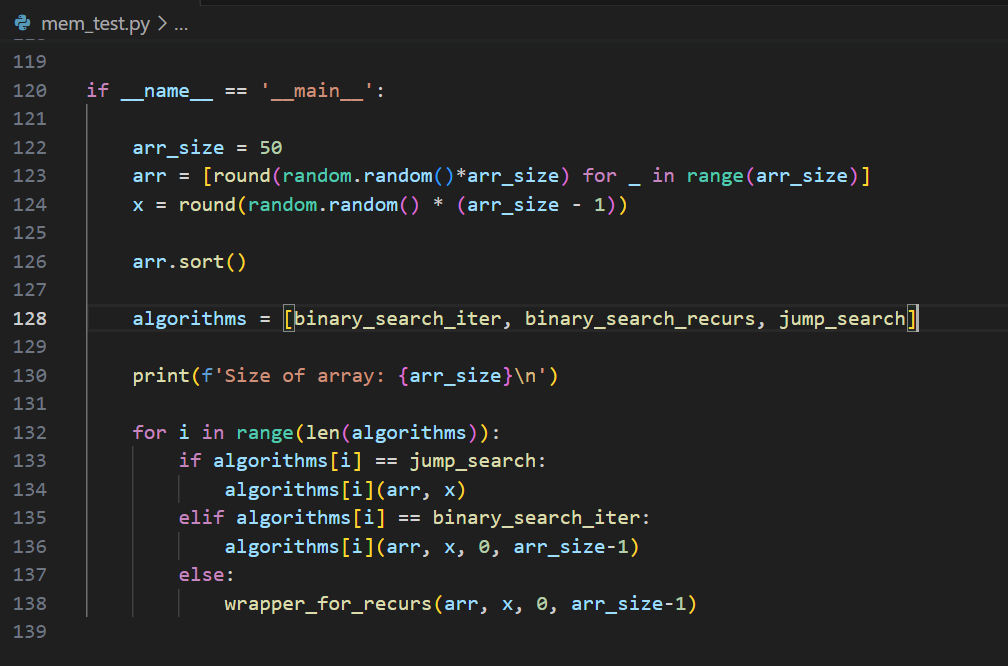 mem_test.py > ...
119
120 if __name__ == '__main__':
121
122     arr_size = 50
123     arr = [round(random.random()*arr_size) for _ in range(arr_size)]
124     x = round(random.random() * (arr_size - 1))
125
126     arr.sort()
127
128     algorithms = [binary_search_iter, binary_search_recurs, jump_search]
129
130     print(f'Size of array: {arr_size}\n')
131
132     for i in range(len(algorithms)):
133         if algorithms[i] == jump_search:
134             algorithms[i](arr, x)
135         elif algorithms[i] == binary_search_iter:
136             algorithms[i](arr, x, 0, arr_size-1)
137         else:
138             wrapper_for_recurs(arr, x, 0, arr_size-1)
139